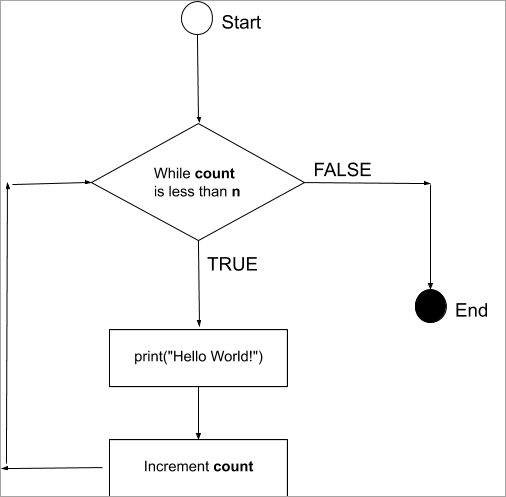 Start
While count
is less than n
FALSE
TRUE
End
print("Hello World!")
Increment count